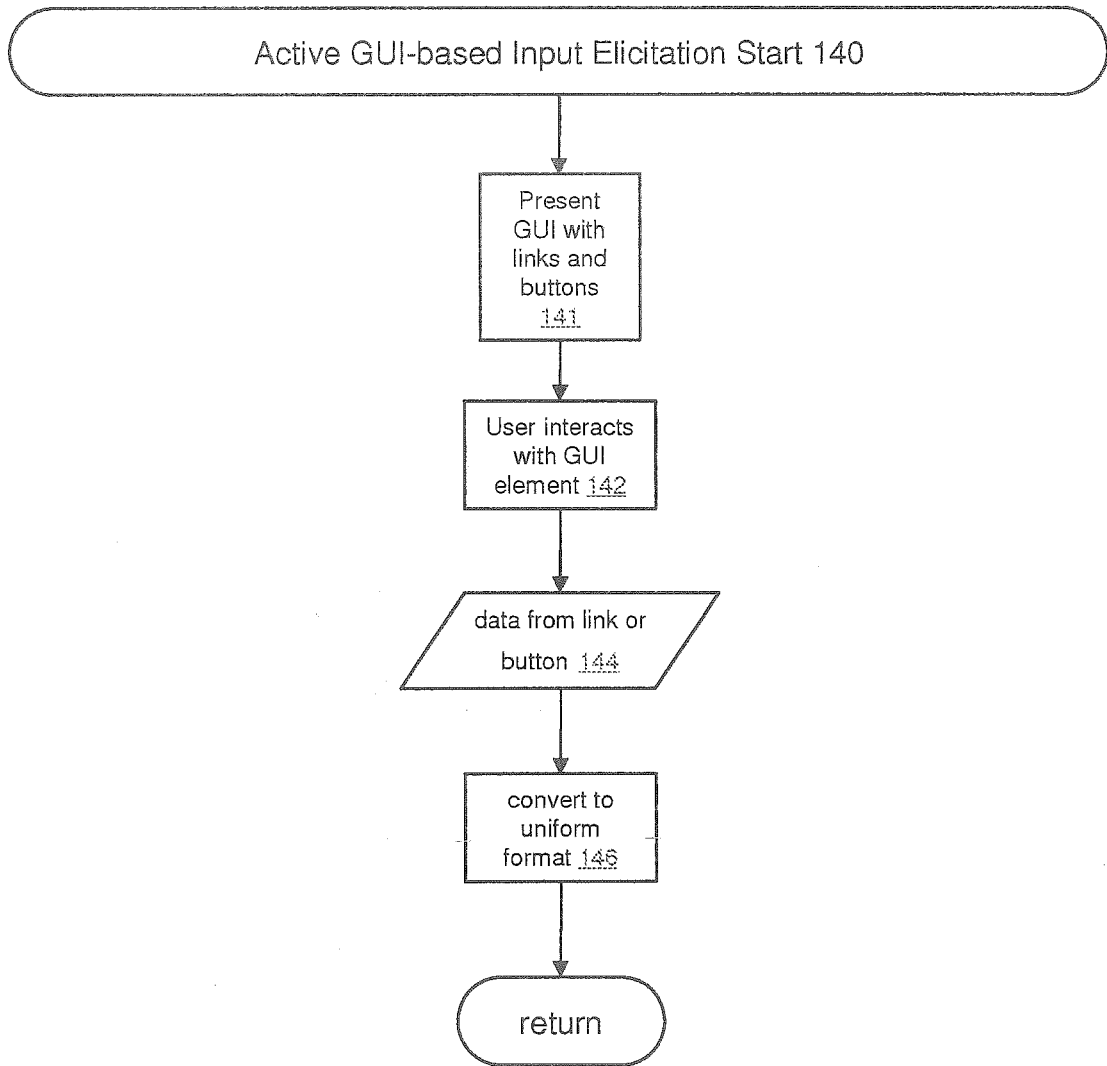 Active GUI-based Input Elicitation Start 140
Present
GUI with
links and
buttons
141
User interacts
with GUI
element 142
data from link or
button 144
convert to
uniform
format 146
return